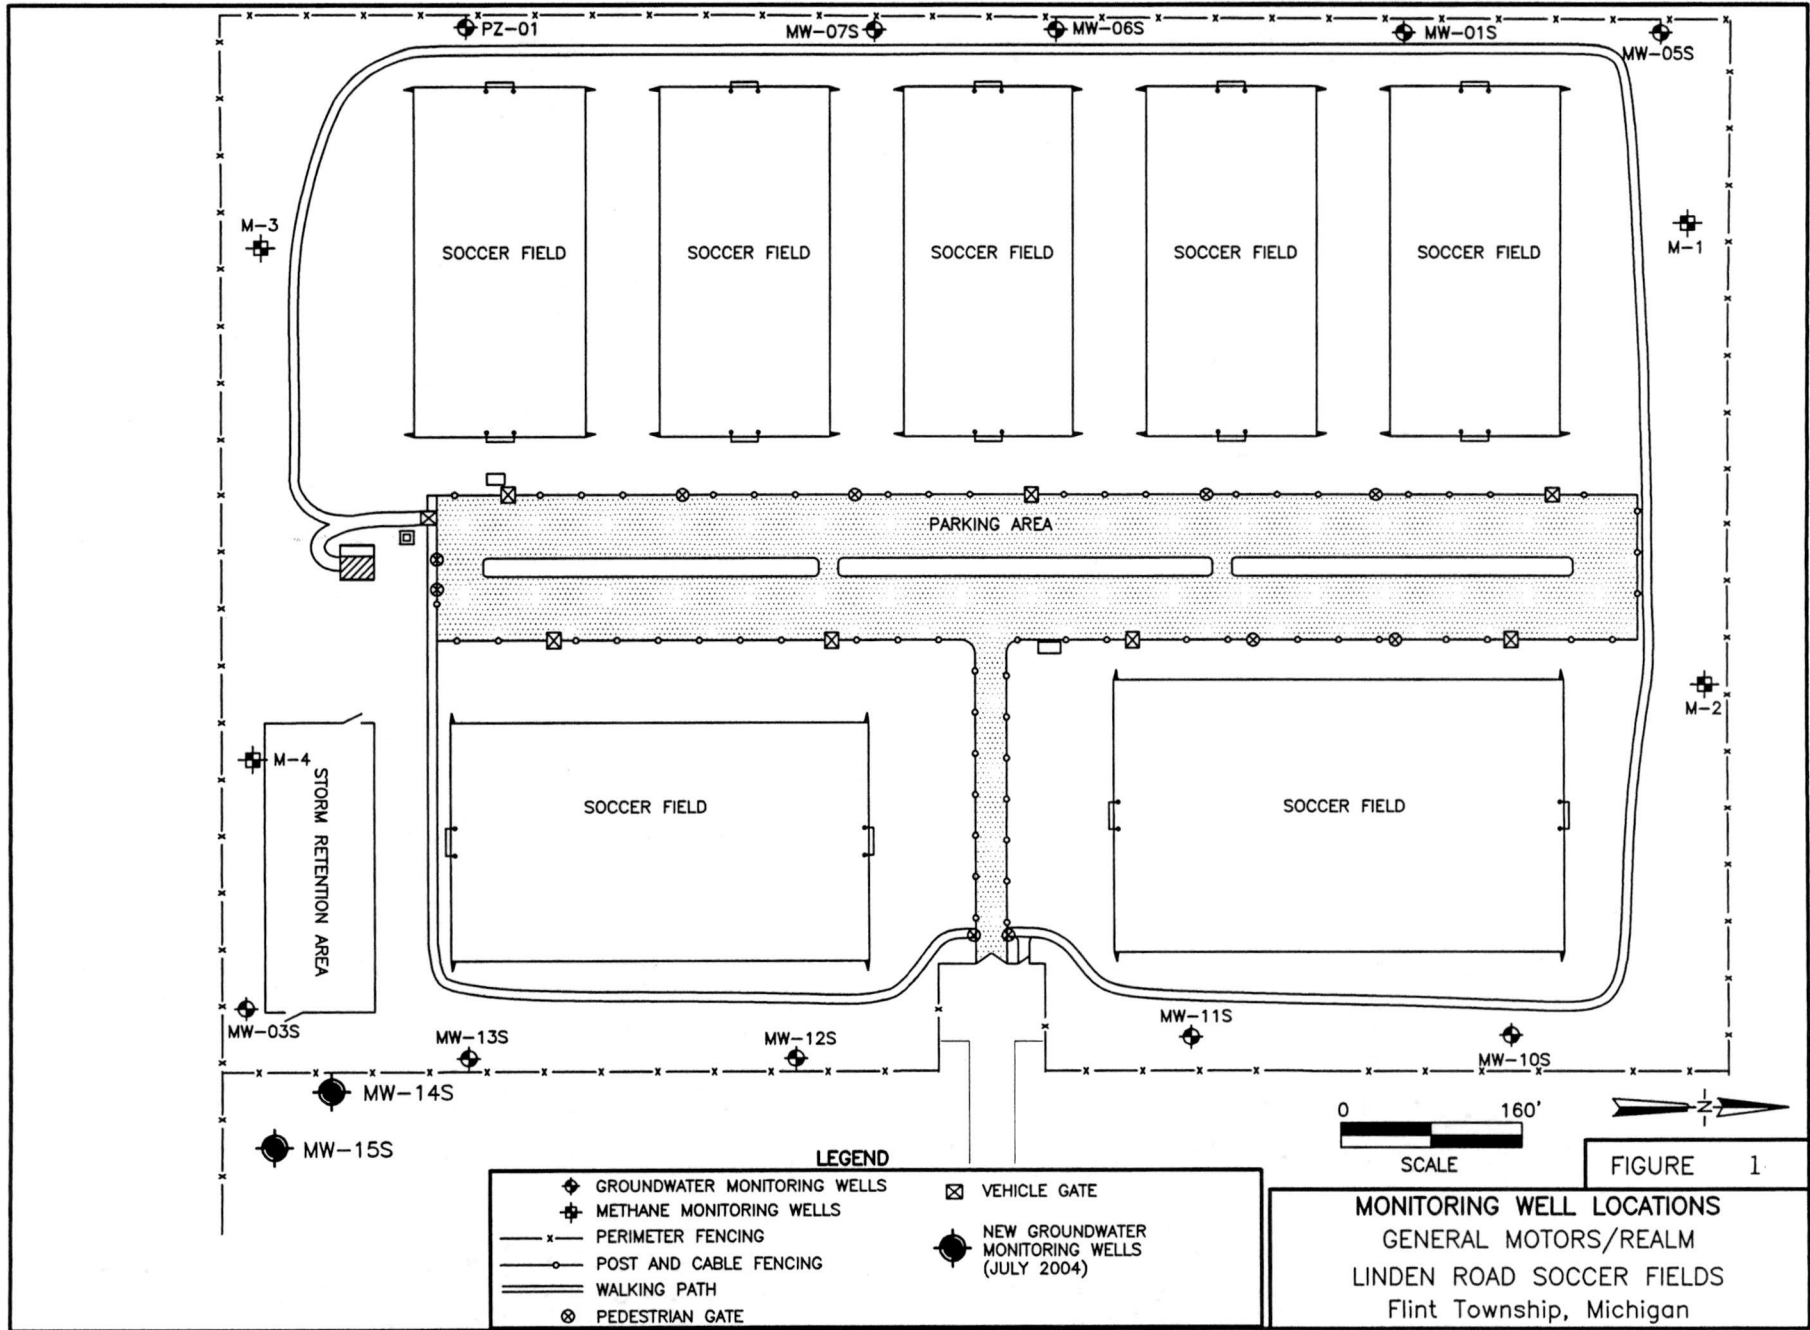 PZ-01
MW-07S
MW-06S
MW-01S
MW-05S
M-3
M-1
SOCCER FIELD
SOCCER FIELD
SOCCER FIELD
SOCCER FIELD
SOCCER FIELD
PARKING AREA
M-2
M-4
STORM RETENTION AREA
SOCCER FIELD
SOCCER FIELD
MW-03S
MW-13S
MW-12S
MW-11S
MW-10S
MW-14S
MW-15S
0 160'
SCALE
N
LEGEND
GROUNDWATER MONITORING WELLS
METHANE MONITORING WELLS
x PERIMETER FENCING
POST AND CABLE FENCING
WALKING PATH
PEDESTRIAN GATE
VEHICLE GATE
NEW GROUNDWATER
MONITORING WELLS
(JULY 2004)
FIGURE 1
MONITORING WELL LOCATIONS
GENERAL MOTORS/REALM
LINDEN ROAD SOCCER FIELDS
Flint Township, Michigan